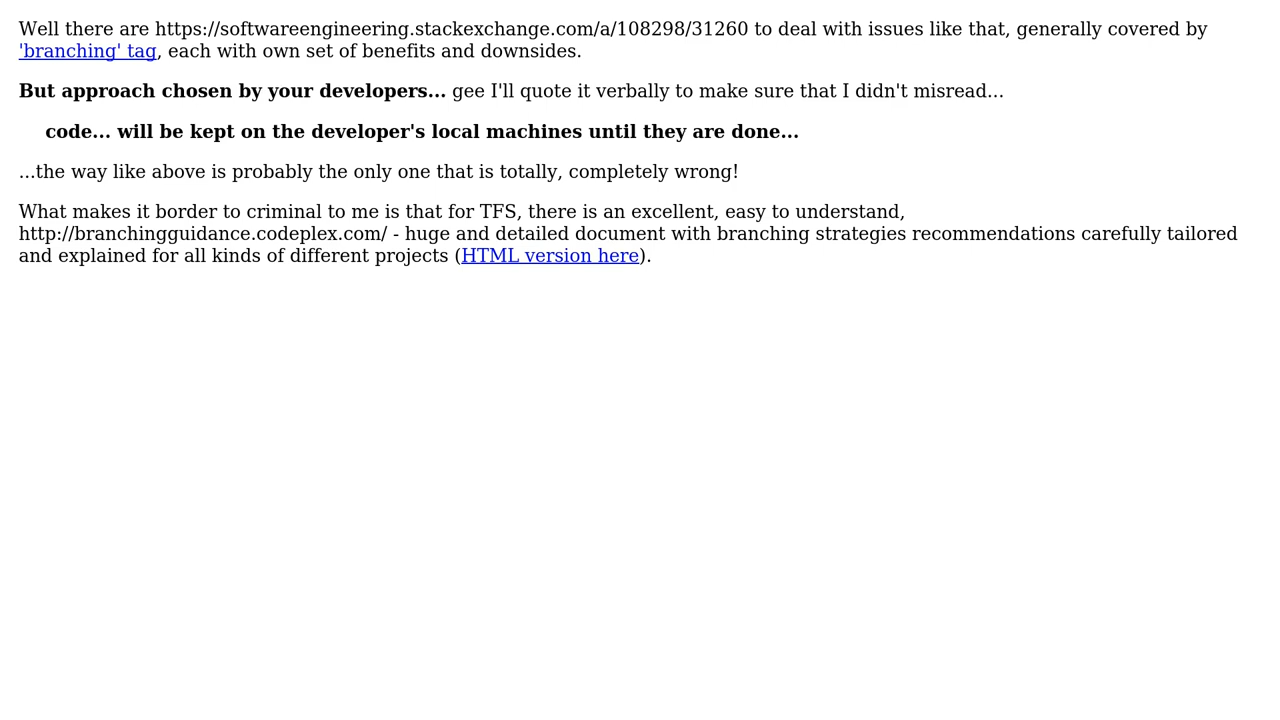 Well there are https://softwareengineering.stackexchange.com/a/108298/31260 to deal with issues like that, generally covered by
'branching' tag, each with own set of benefits and downsides.
But approach chosen by your developers... gee I'll quote it verbally to make sure that I didn't misread...
code... will be kept on the developer's local machines until they are done...
...the way like above is probably the only one that is totally, completely wrong!
What makes it border to criminal to me is that for TFS, there is an excellent, easy to understand,
http://branchingguidance.codeplex.com/ - huge and detailed document with branching strategies recommendations carefully tailored
and explained for all kinds of different projects (HTML version here).